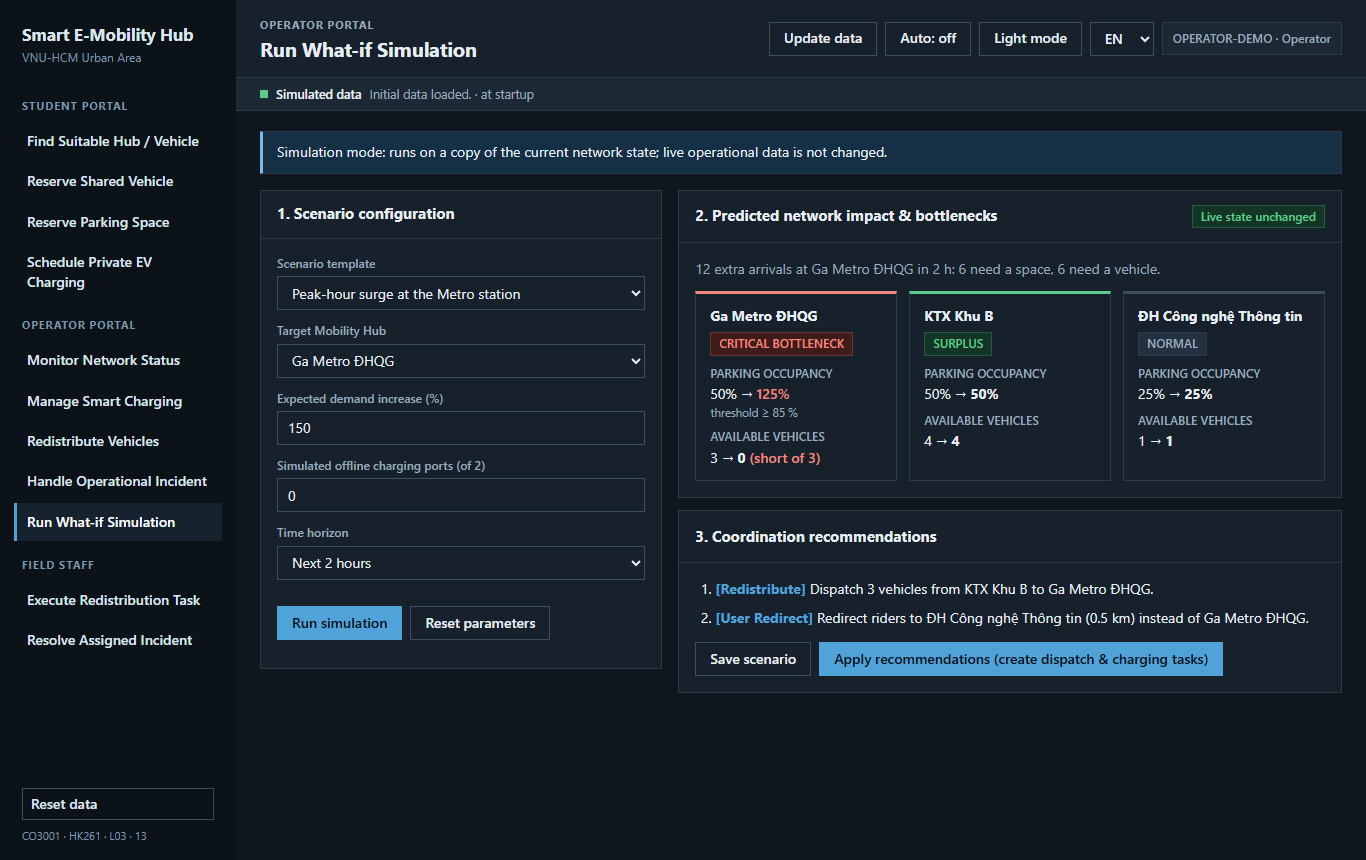 Smart E-Mobility Hub
VNU-HCM Urban Area
STUDENT PORTAL
Find Suitable Hub / Vehicle
Reserve Shared Vehicle
Reserve Parking Space
Schedule Private EV
Charging
OPERATOR PORTAL
Monitor Network Status
Manage Smart Charging
Redistribute Vehicles
Handle Operational Incident
Run What-if Simulation
FIELD STAFF
Execute Redistribution Task
Resolve Assigned Incident
Reset data
CO3001 · HK261 · L03 · 13
OPERATOR PORTAL
Run What-if Simulation
Update data
Auto: off
Light mode
EN
OPERATOR-DEMO · Operator
Simulated data Initial data loaded. · at startup
Simulation mode: runs on a copy of the current network state; live operational data is not changed.
1. Scenario configuration
Scenario template
Peak-hour surge at the Metro station
Target Mobility Hub
Ga Metro ĐHQG
Expected demand increase (%)
150
Simulated offline charging ports (of 2)
0
Time horizon
Next 2 hours
Run simulation
Reset parameters
2. Predicted network impact & bottlenecks
Live state unchanged
12 extra arrivals at Ga Metro ĐHQG in 2 h: 6 need a space, 6 need a vehicle.
Ga Metro ĐHQG
CRITICAL BOTTLENECK
PARKING OCCUPANCY
50% → 125%
threshold ≥ 85 %
AVAILABLE VEHICLES
3 → 0 (short of 3)
KTX Khu B
SURPLUS
PARKING OCCUPANCY
50% → 50%
AVAILABLE VEHICLES
4 → 4
ĐH Công nghệ Thông tin
NORMAL
PARKING OCCUPANCY
25% → 25%
AVAILABLE VEHICLES
1 → 1
3. Coordination recommendations
1. [Redistribute] Dispatch 3 vehicles from KTX Khu B to Ga Metro ĐHQG.
2. [User Redirect] Redirect riders to ĐH Công nghệ Thông tin (0.5 km) instead of Ga Metro ĐHQG.
Save scenario
Apply recommendations (create dispatch & charging tasks)